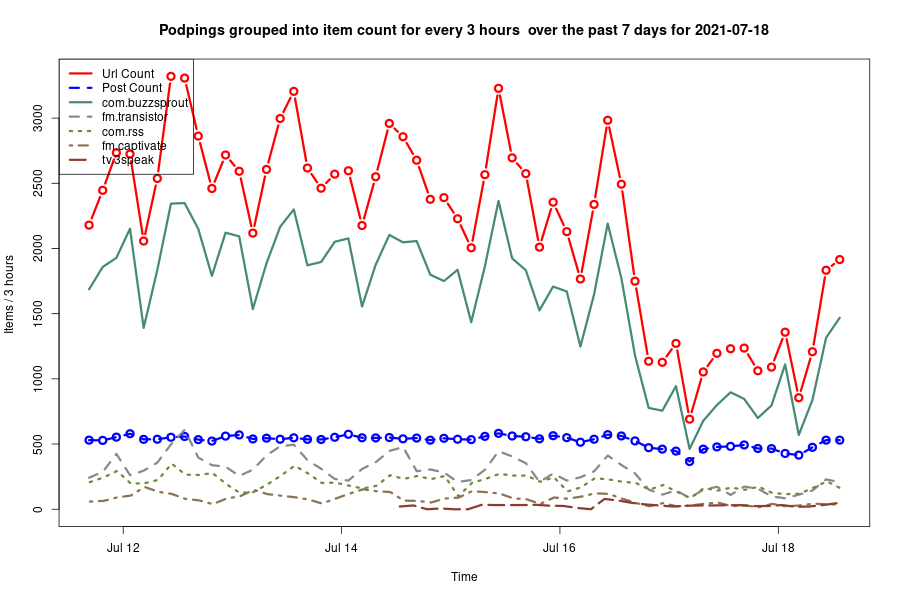 Podpings grouped into item count for every 3 hours  over the past 7 days for 2021-07-18
Url Count
Post Count
com.buzzsprout
fm.transistor
com.rss
fm.captivate
tv.3speak
Items / 3 hours
3000
2500
2000
1500
1000
500
0
Jul 12
Jul 14
Jul 16
Jul 18
Time